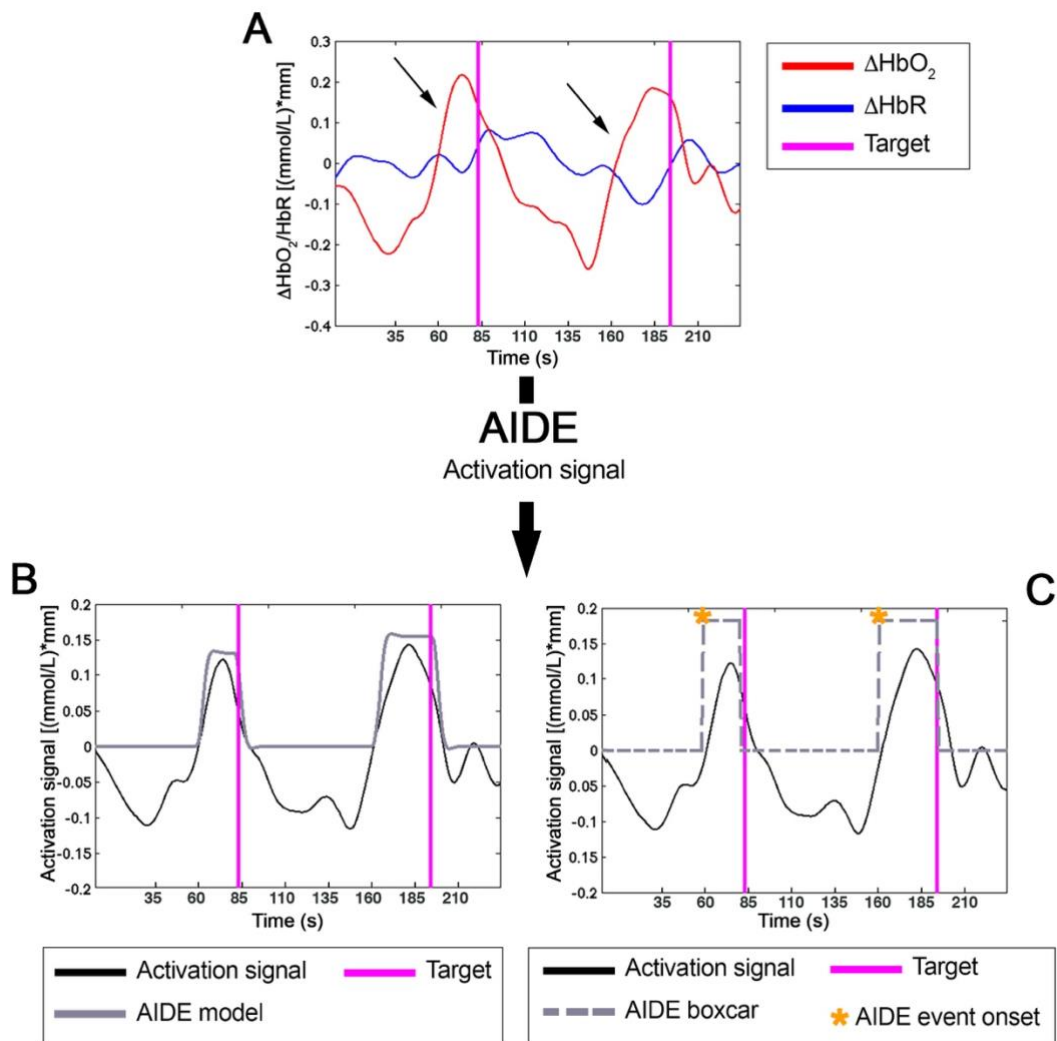 A
ΔHbO2/HbR [(mmol/L)*mm]
0.3
0.2
0.1
0
-0.1
-0.2
-0.3
-0.4
35 60 85 110 135 160 185 210
Time (s)
ΔHbO2
ΔHbR
Target
AIDE
Activation signal
B
Activation signal [(mmol/L)*mm]
0.2
0.15
0.1
0.05
0
-0.05
-0.1
-0.15
-0.2
35 60 85 110 135 160 185 210
Time (s)
Activation signal
Target
AIDE model
C
Activation signal [(mmol/L)*mm]
0.2
0.15
0.1
0.05
0
0.05
-0.1
0.15
-0.2
35 60 85 110 135 160 185 210
Time (s)
Activation signal
Target
AIDE boxcar
AIDE event onset